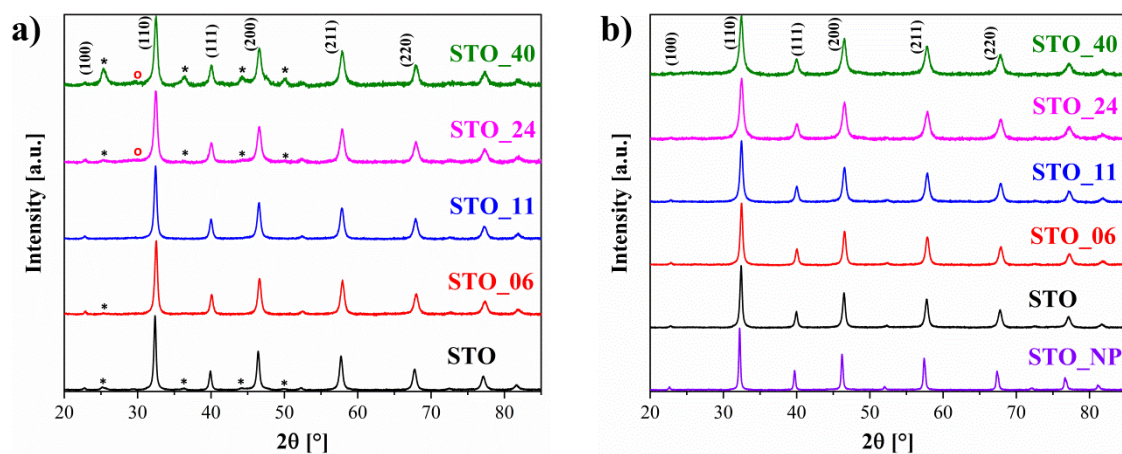 a)
(100)
*
o
(110)
*
(111)
*
(200)
*
(211)
(220)
STO_40
*
o
*
*
*
STO_24
STO_11
*
STO_06
*
*
*
*
STO
Intensity [a.u.]
20 30 40 50 60 70 80
2θ [°]
b)
(100)
(110)
(111)
(200)
(211)
(220)
STO_40
STO_24
STO_11
STO_06
STO
STO_NP
Intensity [a.u.]
20 30 40 50 60 70 80
2θ [°]